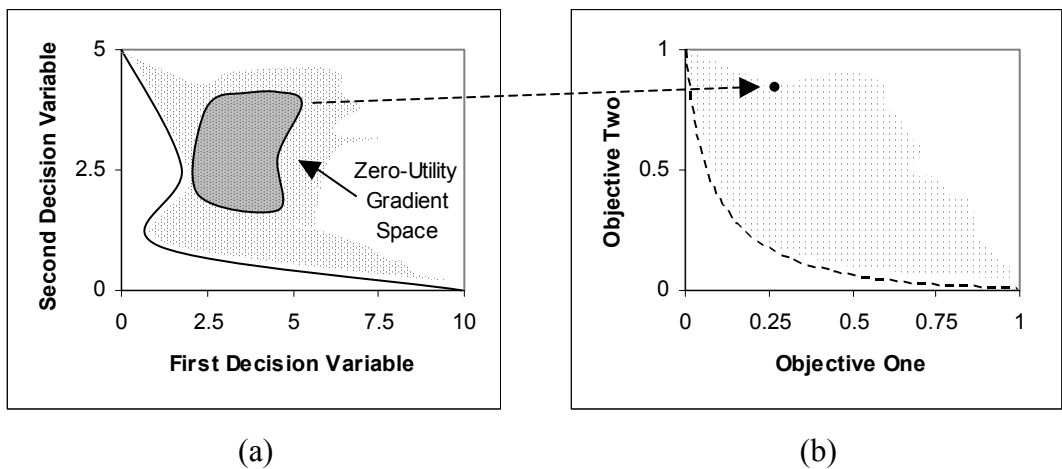 Second Decision Variable
5
2.5
0
0
2.5
5
7.5
10
First Decision Variable
Zero-Utility
Gradient
Space
(a)
Objective Two
1
0.5
0
0
0.25
0.5
0.75
1
Objective One
(b)